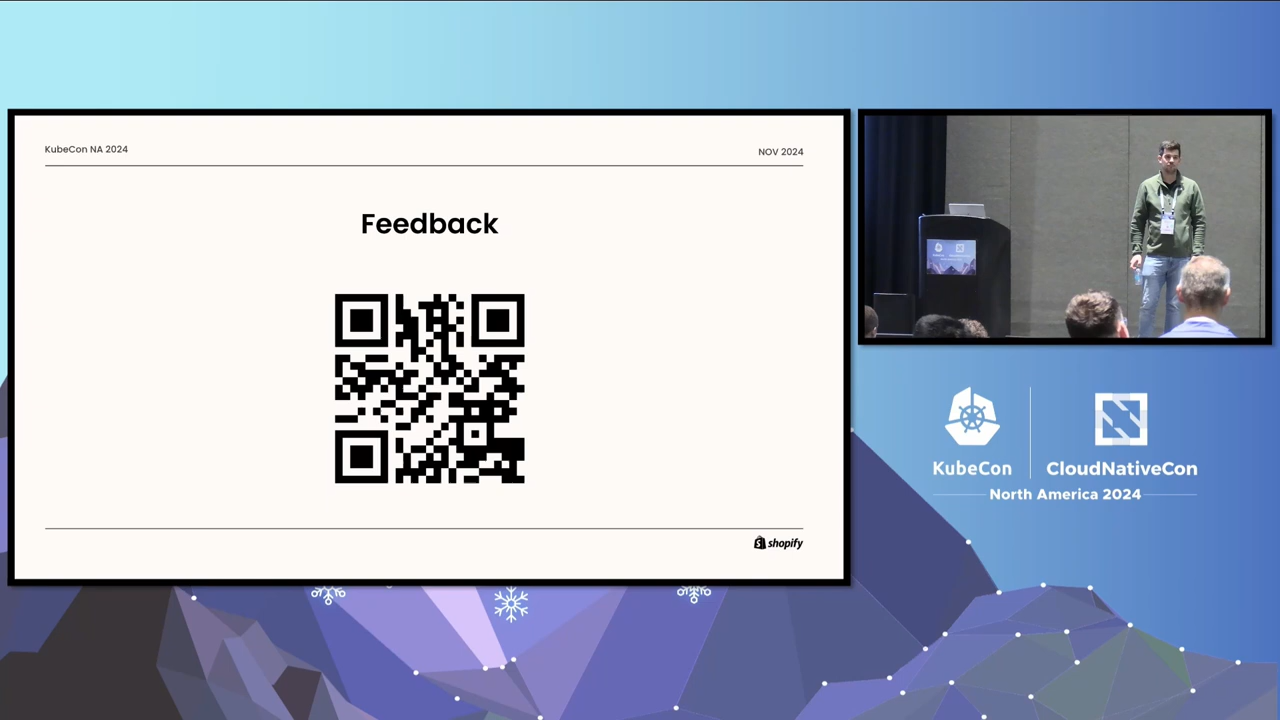 KubeCon NA 2024
NOV 2024
Feedback
shopify
KubeCon
CloudNativeCon
North America 2024